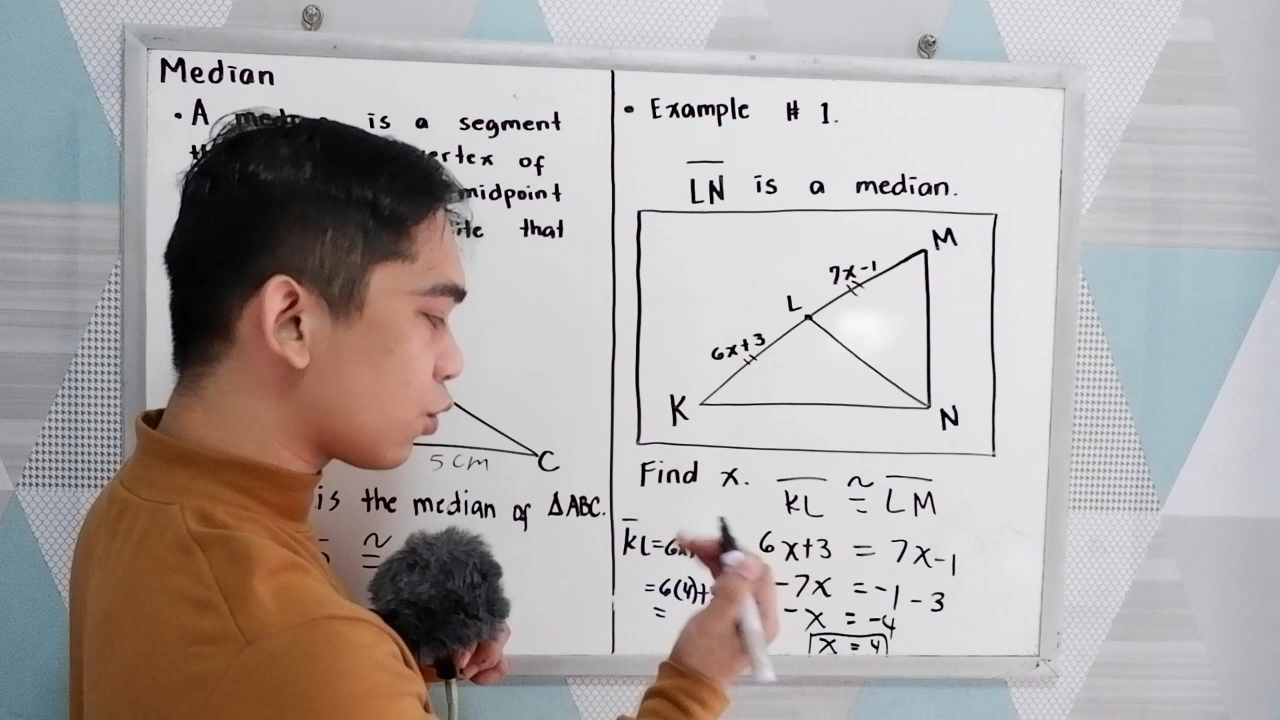 Median
• A median is a segment
vertex of
midpoint
that
5 cm C
is the median of ΔABC.
≅
• Example # 1.
LN is a median.
M
7x-1
L
6x+3
K
N
Find x. KL ≅ LM
KL=6x 6x+3 = 7x-1
=6(4)+ -7x = -1-3
= -x = -4
x = 4